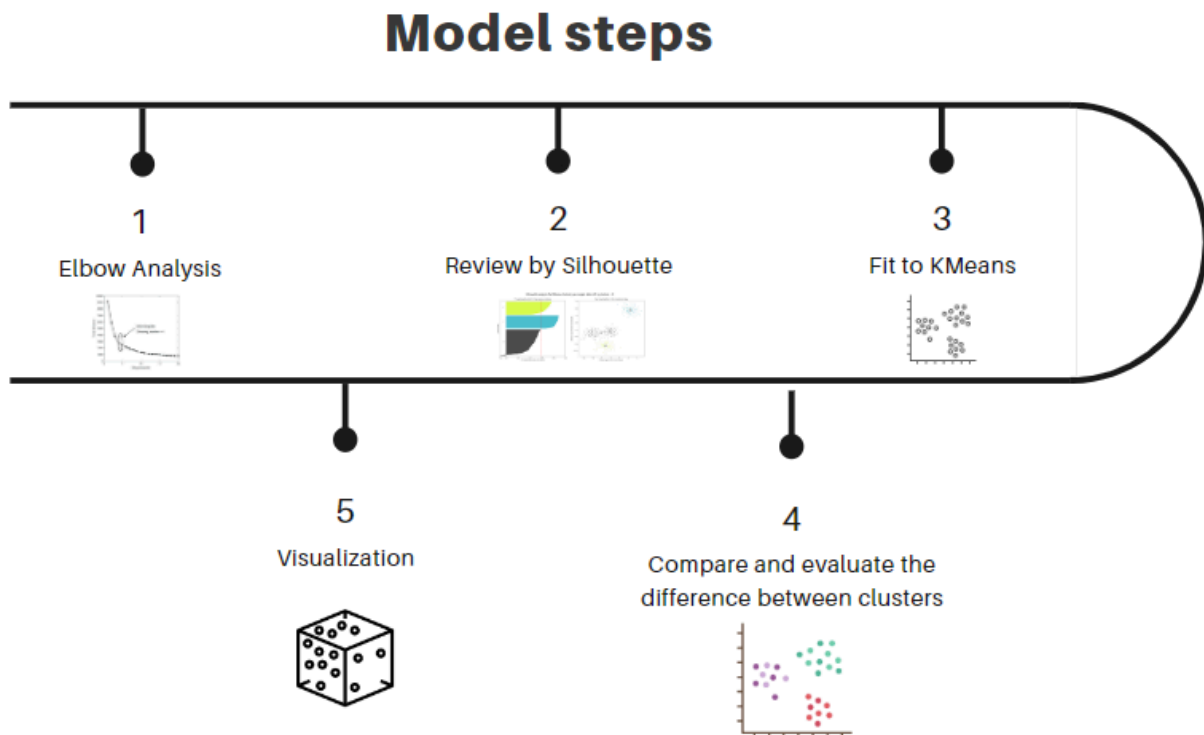 Model steps
1
Elbow Analysis
2
Review by Silhouette
3
Fit to KMeans
4
Compare and evaluate the
difference between clusters
5
Visualization